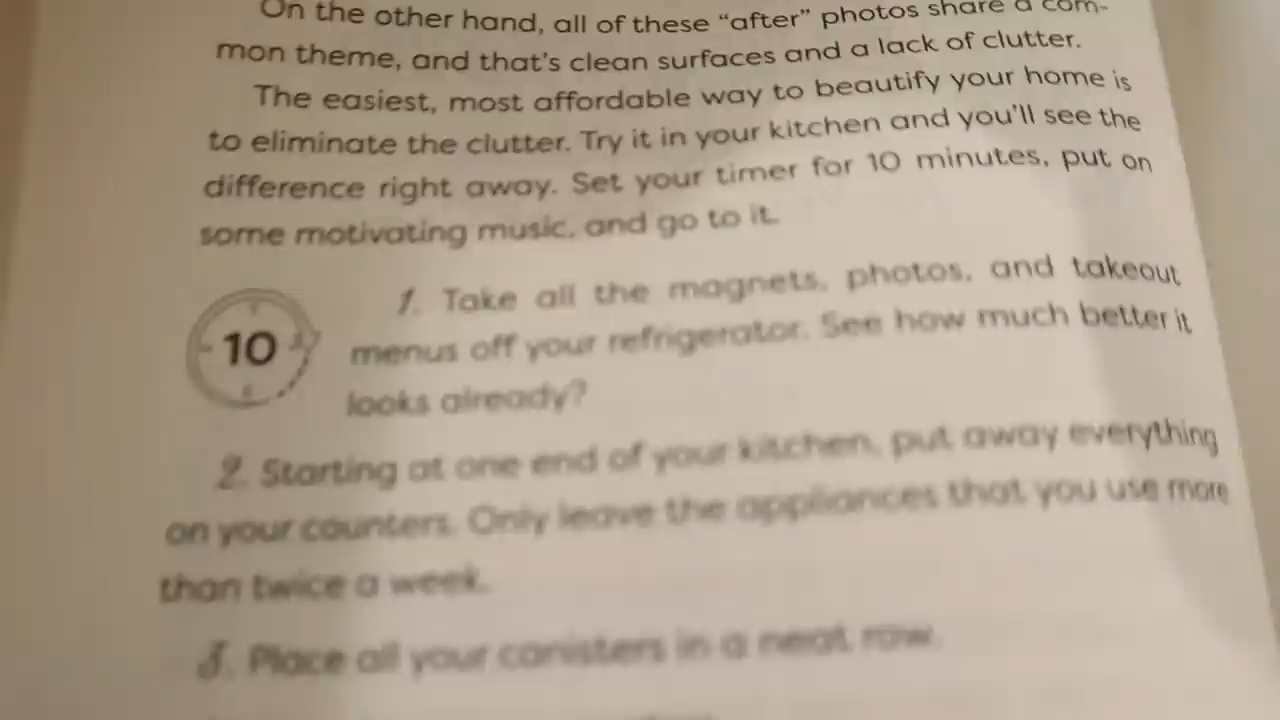 On the other hand, all of these “after” photos share a com-
mon theme, and that’s clean surfaces and a lack of clutter.
The easiest, most affordable way to beautify your home is
to eliminate the clutter. Try it in your kitchen and you’ll see the
difference right away. Set your timer for 10 minutes, put on
some motivating music, and go to it.
10
1. Take all the magnets, photos, and takeout
menus off your refrigerator. See how much better it
looks already?
2. Starting at one end of your kitchen, put away everything
on your counters. Only leave the appliances that you use more
than twice a week.
3. Place all your canisters in a neat row.